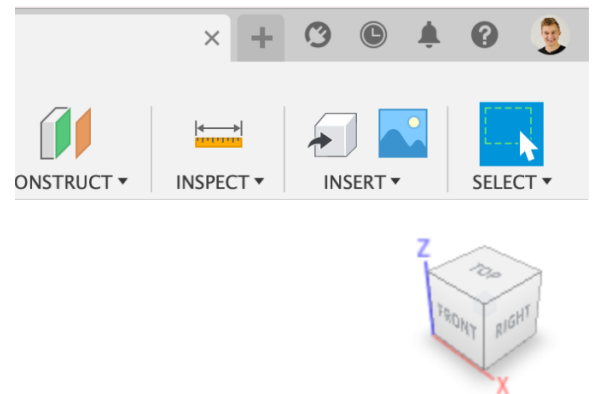 ONSTRUCT INSPECT INSERT SELECT
Z
TOP
FRONT RIGHT
X